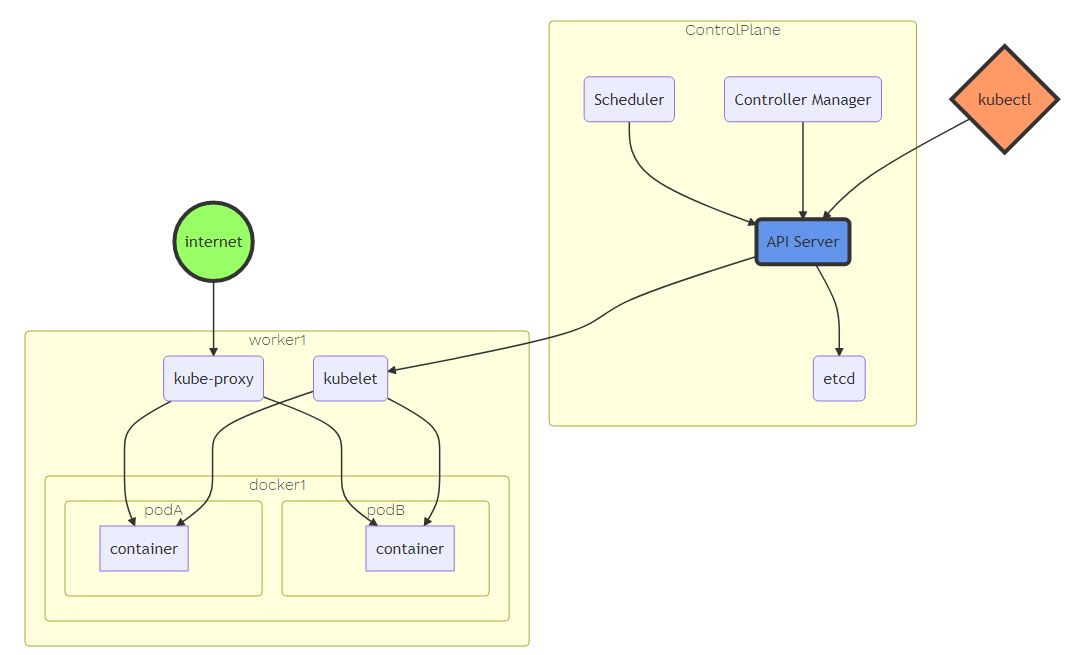 ControlPlane
Scheduler
Controller Manager
kubectl
internet
API Server
worker1
kube-proxy
kubelet
etcd
docker1
podA
podB
container
container